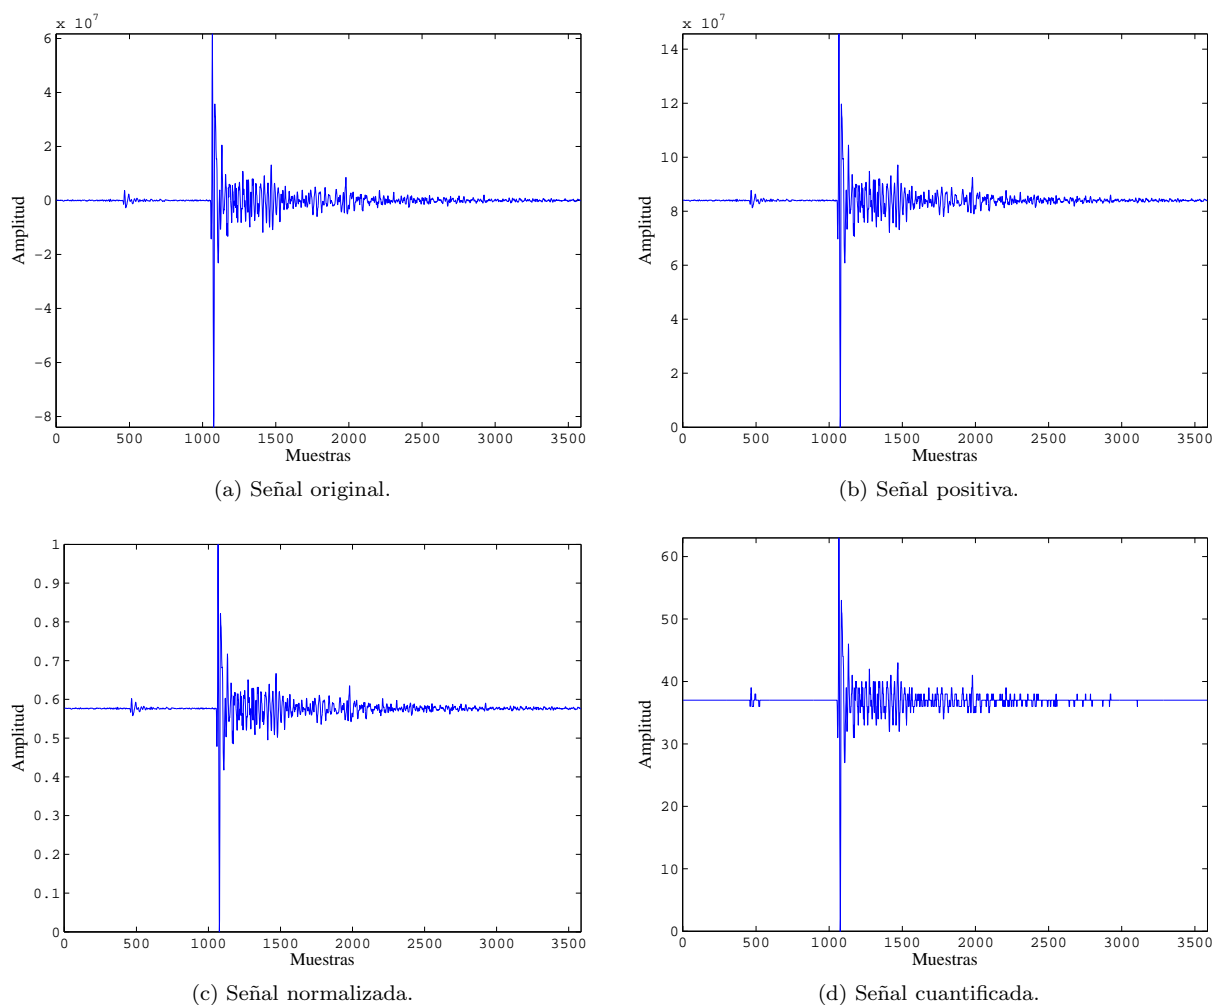 x 10⁷
6
4
2
0
−2
−4
−6
−8
0 500 1000 1500 2000 2500 3000 3500
Amplitud
Muestras
(a) Señal original.
x 10⁷
14
12
10
8
6
4
2
0
0 500 1000 1500 2000 2500 3000 3500
Amplitud
Muestras
(b) Señal positiva.
1
0.9
0.8
0.7
0.6
0.5
0.4
0.3
0.2
0.1
0
0 500 1000 1500 2000 2500 3000 3500
Amplitud
Muestras
(c) Señal normalizada.
60
50
40
30
20
10
0
0 500 1000 1500 2000 2500 3000 3500
Amplitud
Muestras
(d) Señal cuantificada.